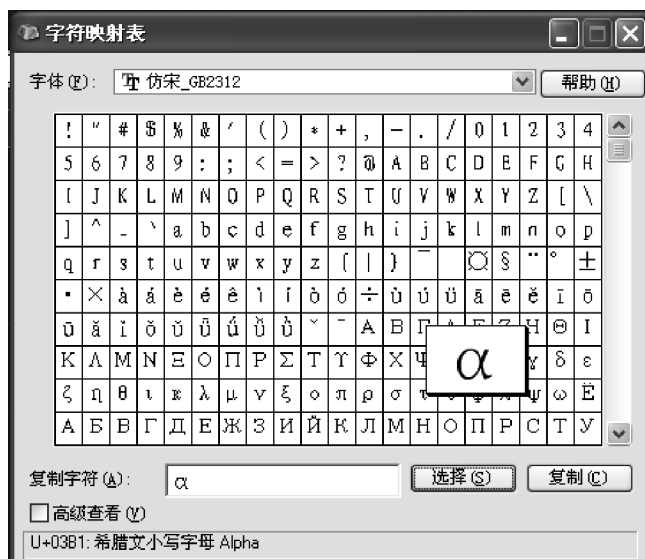 字符映射表
字体(F): 仿宋_GB2312 帮助(H)
! " # $ % & ' ( ) * + , - . / 0 1 2 3 4
5 6 7 8 9 : ; < = > ? @ A B C D E F G H
I J K L M N O P Q R S T U V W X Y Z [ \
] ^ _ ` a b c d e f g h i j k l m n o p
q r s t u v w x y z { | } ~ ¤ § ¨ ° ±
· × à á è é ê ì í ò ó ÷ ù ú ü ā ē ě ī ō
ū ǎ ǐ ǒ ǔ ǖ ǘ ǚ ǜ ˇ ˉ Α Β Γ Η Θ Ι
Κ Λ Μ Ν Ξ Ο Π Ρ Σ Τ Υ Φ Χ Ψ α γ δ ε
ζ η θ ι κ λ μ ν ξ ο π ρ σ τ ψ ω Ё
А Б В Г Д Е Ж З И Й К Л М Н О П Р С Т У
复制字符(A): α 选择(S) 复制(C)
高级查看(V)
U+03B1: 希腊文小写字母 Alpha